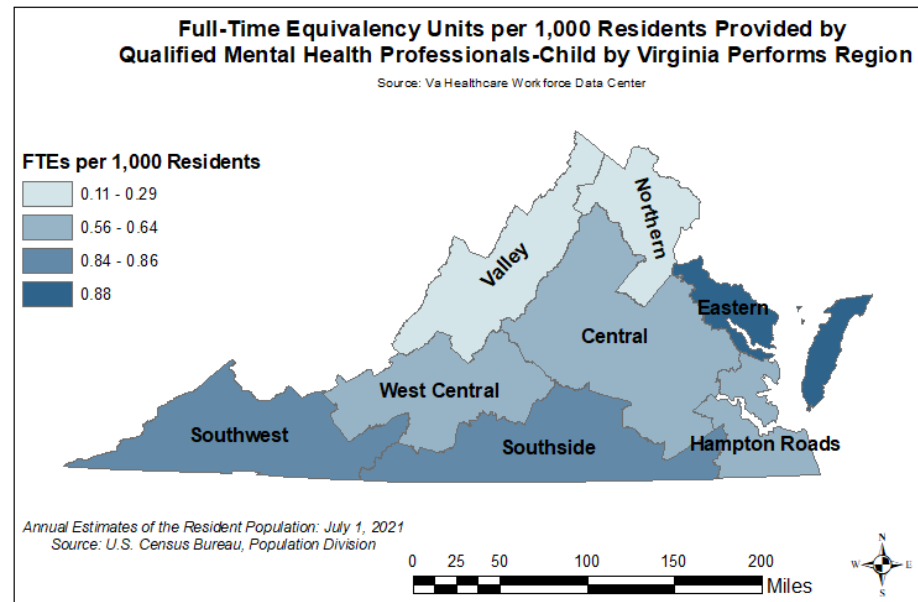 Full-Time Equivalency Units per 1,000 Residents Provided by
Qualified Mental Health Professionals-Child by Virginia Performs Region
Source: Va Healthcare Workforce Data Center
FTEs per 1,000 Residents
0.11 - 0.29
0.56 - 0.64
0.84 - 0.86
0.88
Northern
Valley
Eastern
Central
West Central
Southwest
Southside
Hampton Roads
Annual Estimates of the Resident Population: July 1, 2021
Source: U.S. Census Bureau, Population Division
0 25 50 100 150 200
Miles
N
W E
S